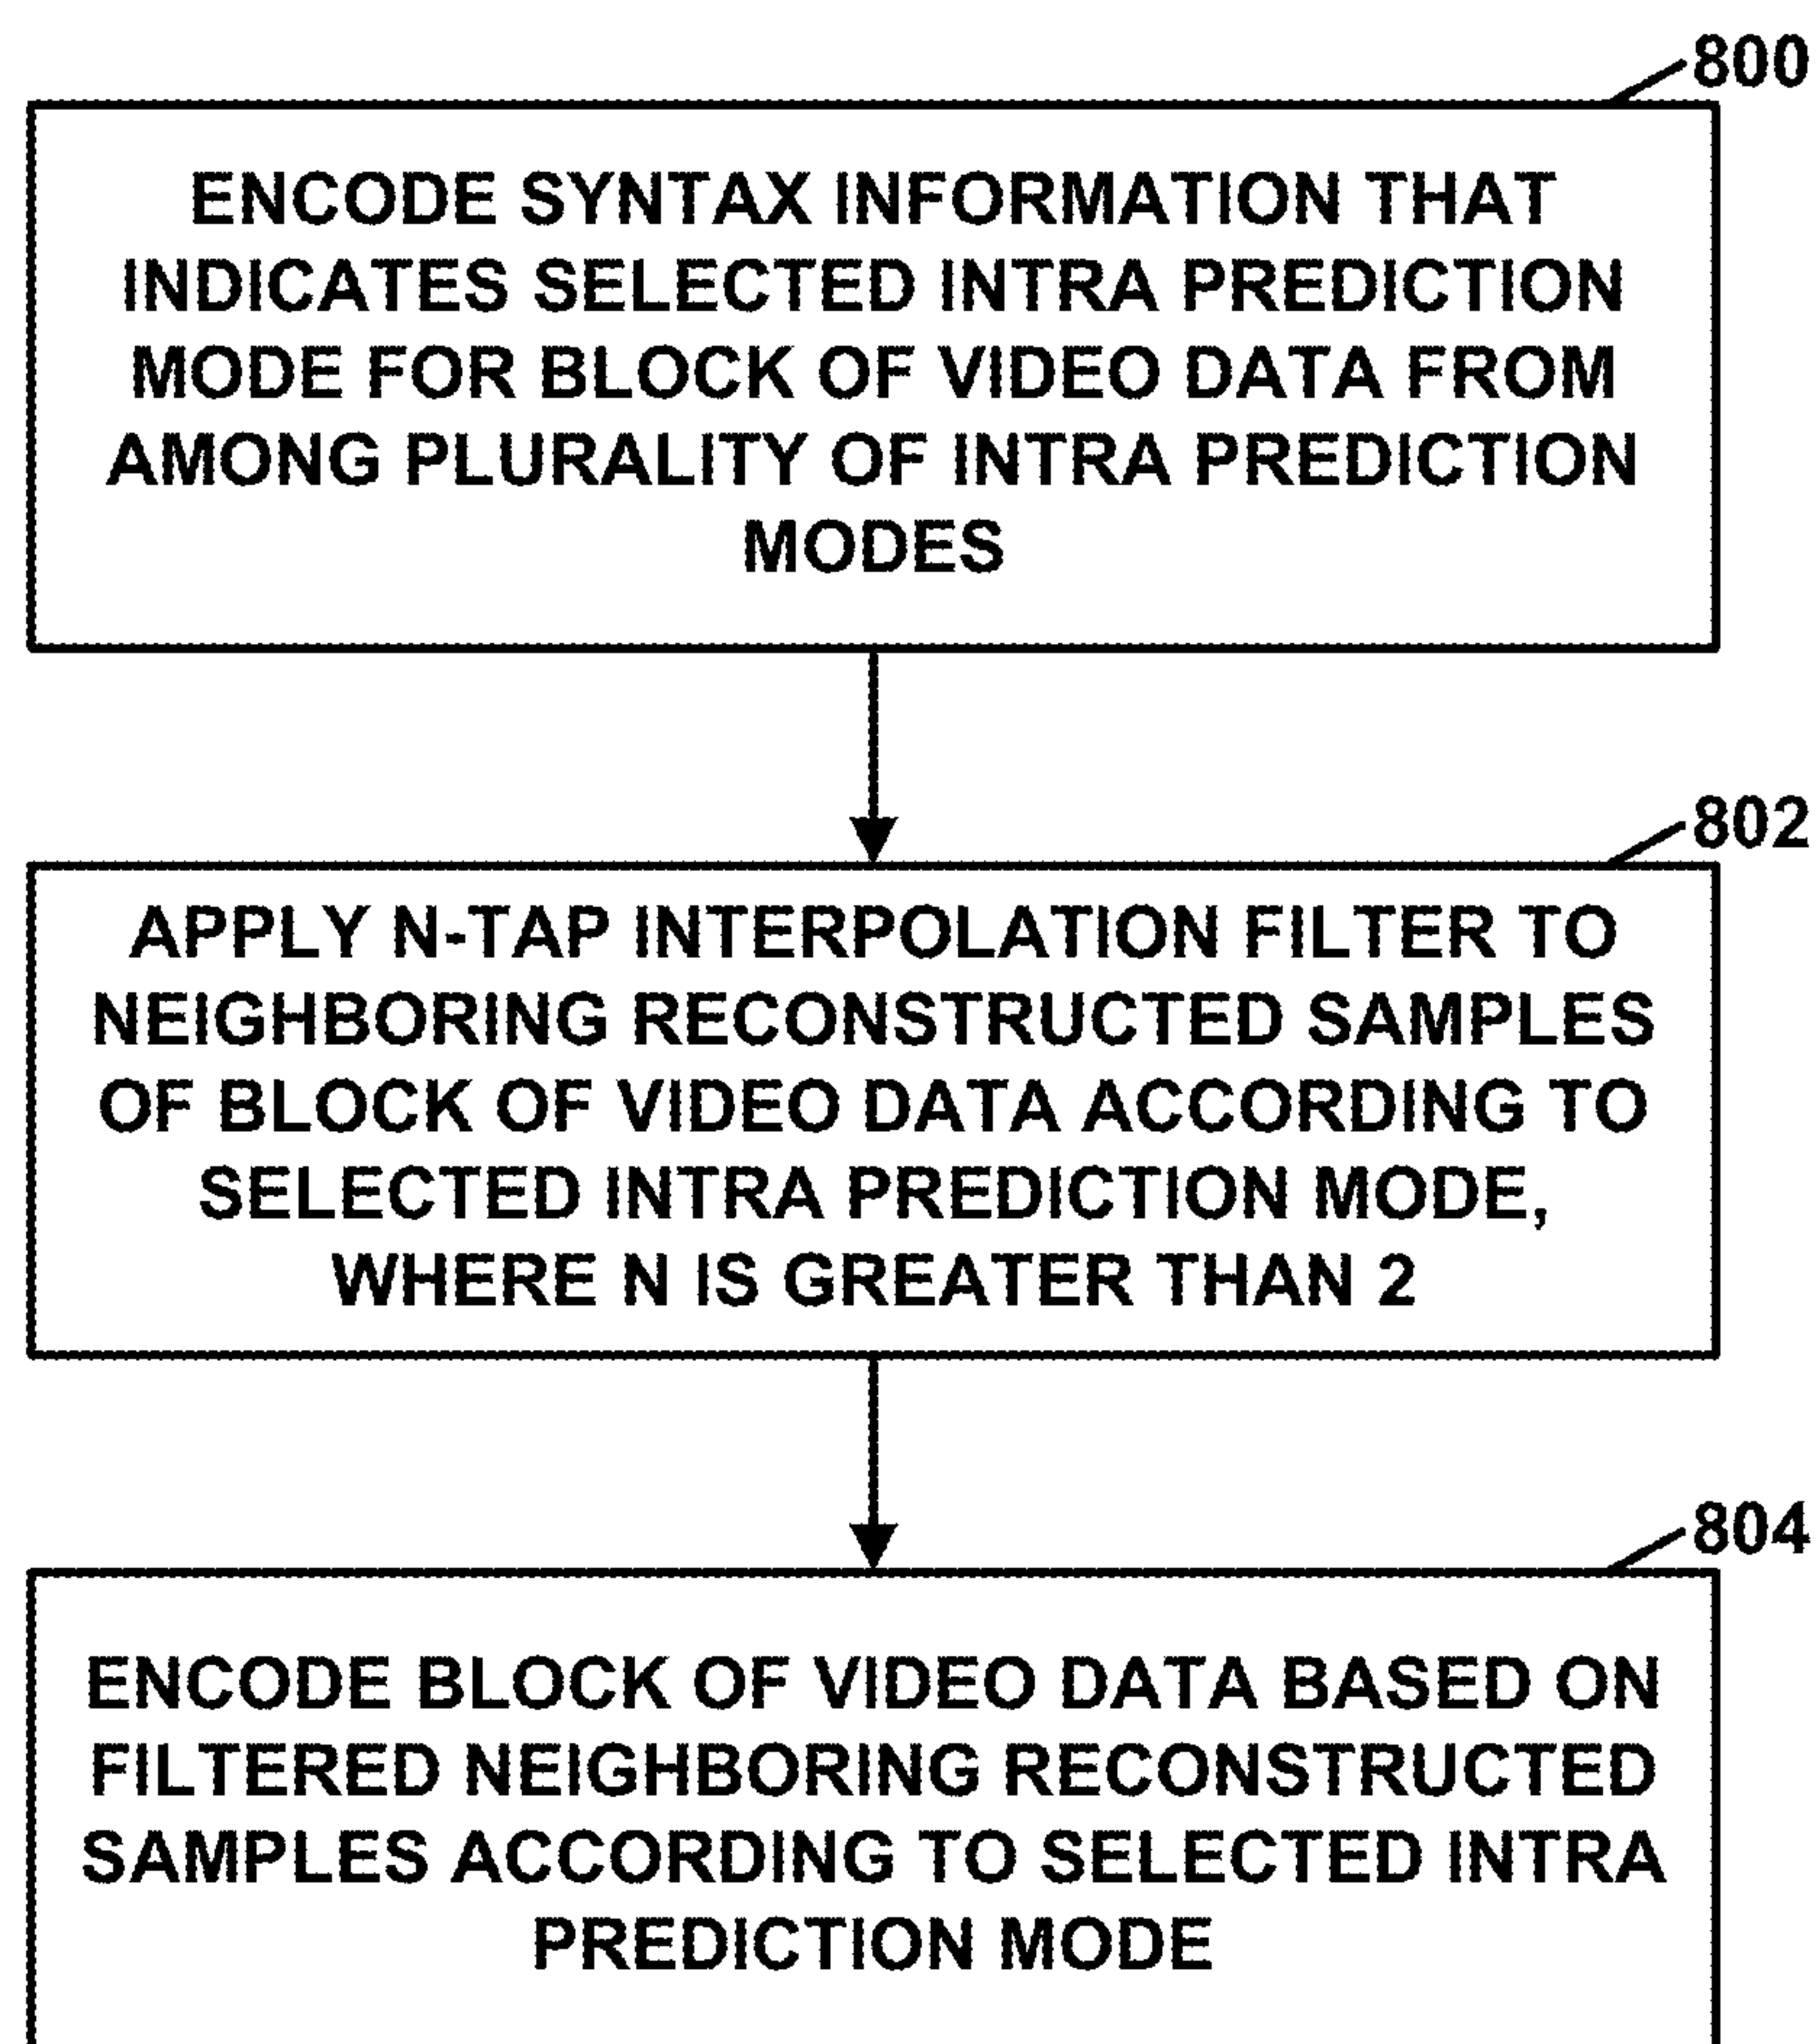 800
ENCODE SYNTAX INFORMATION THAT
INDICATES SELECTED INTRA PREDICTION
MODE FOR BLOCK OF VIDEO DATA FROM
AMONG PLURALITY OF INTRA PREDICTION
MODES
802
APPLY N-TAP INTERPOLATION FILTER TO
NEIGHBORING RECONSTRUCTED SAMPLES
OF BLOCK OF VIDEO DATA ACCORDING TO
SELECTED INTRA PREDICTION MODE,
WHERE N IS GREATER THAN 2
804
ENCODE BLOCK OF VIDEO DATA BASED ON
FILTERED NEIGHBORING RECONSTRUCTED
SAMPLES ACCORDING TO SELECTED INTRA
PREDICTION MODE